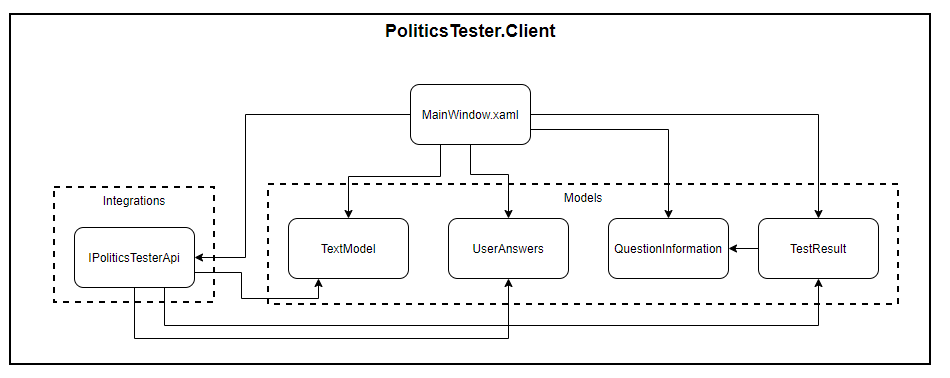 PoliticsTester.Client
MainWindow.xaml
Integrations
Models
IPoliticsTesterApi
TextModel
UserAnswers
QuestionInformation
TestResult